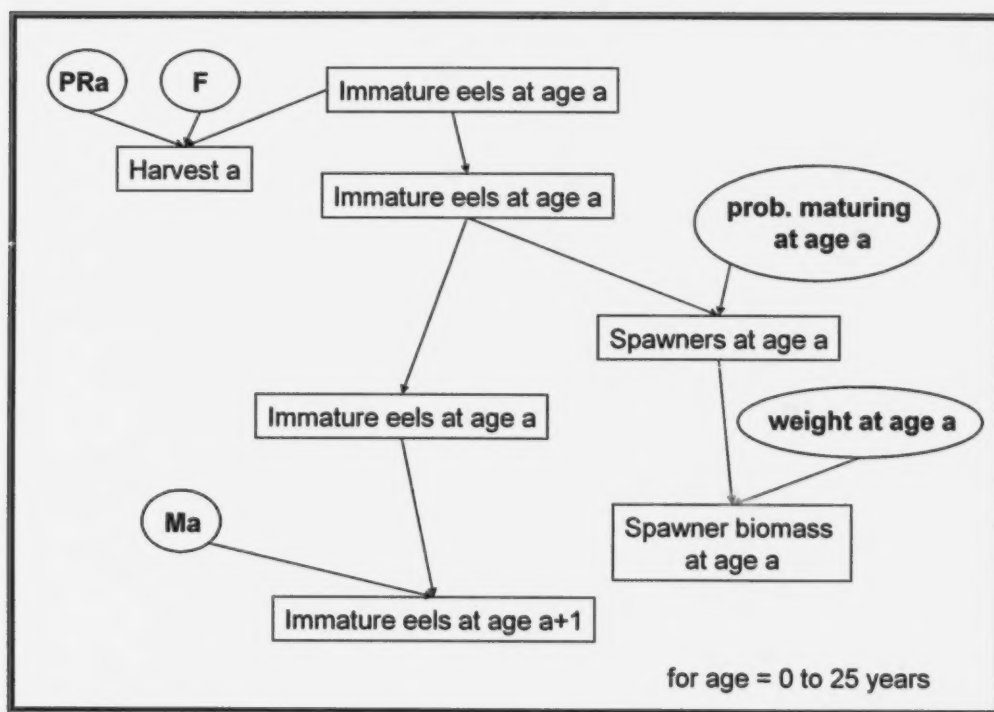 PRa
F
Immature eels at age a
Harvest a
Immature eels at age a
prob. maturing
at age a
Spawners at age a
Immature eels at age a
weight at age a
Ma
Spawner biomass
at age a
Immature eels at age a+1
for age = 0 to 25 years